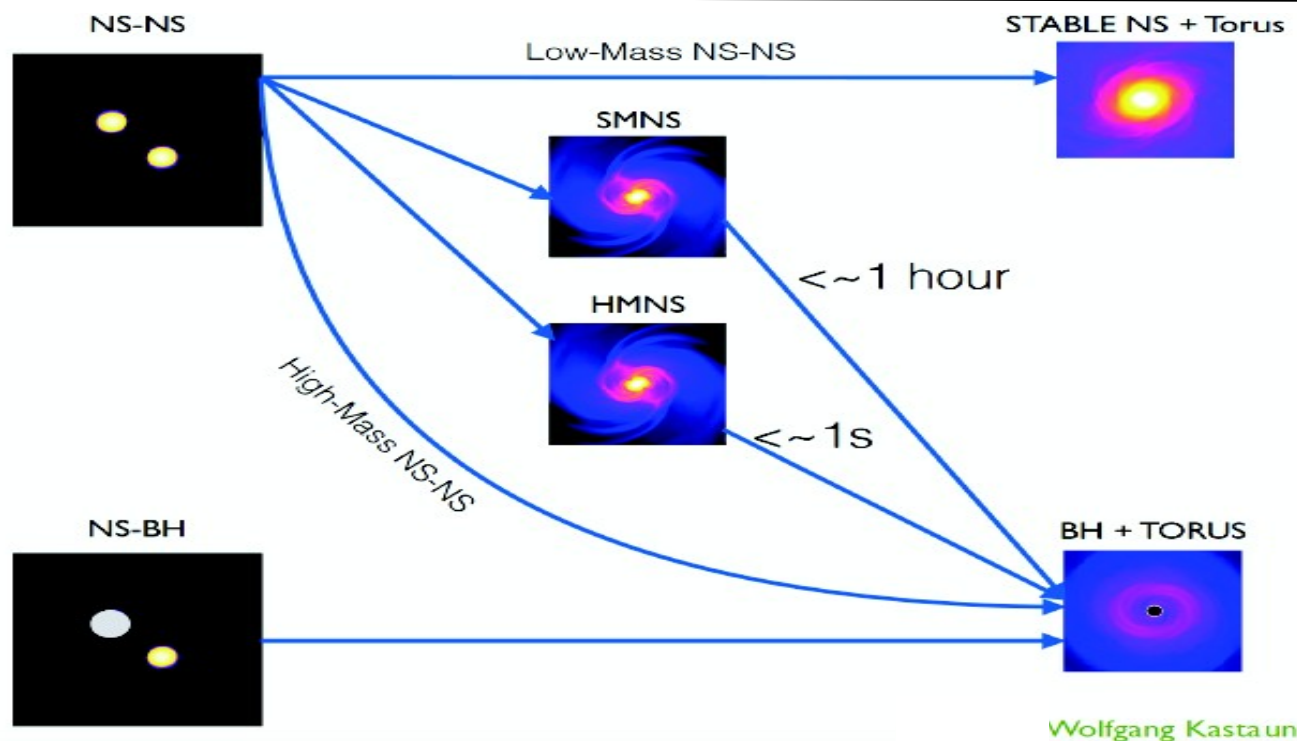 NS-NS
STABLE NS + Torus
Low-Mass NS-NS
SMNS
<~1 hour
HMNS
<~1s
High-Mass NS-NS
NS-BH
BH + TORUS
Wolfgang Kastaun